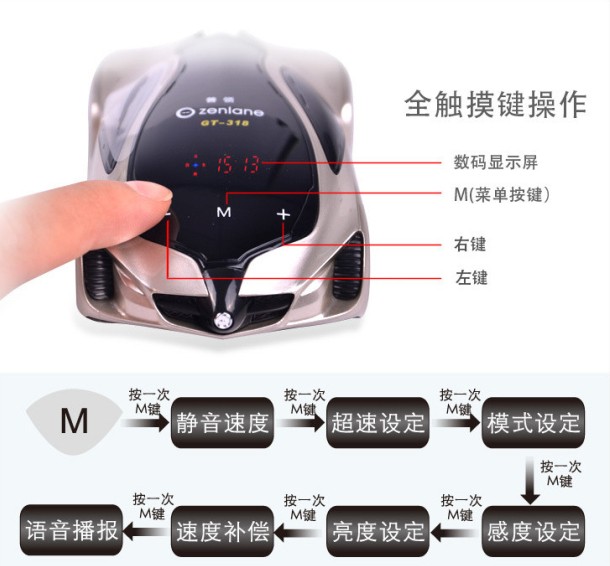 善领
zenlane
GT-318
全触摸键操作
1513
数码显示屏
- M +
M(菜单按键)
右键
左键
M
按一次
M键
静音速度
按一次
M键
超速设定
按一次
M键
模式设定
按一次
M键
感度设定
按一次
M键
亮度设定
按一次
M键
速度补偿
按一次
M键
语音播报